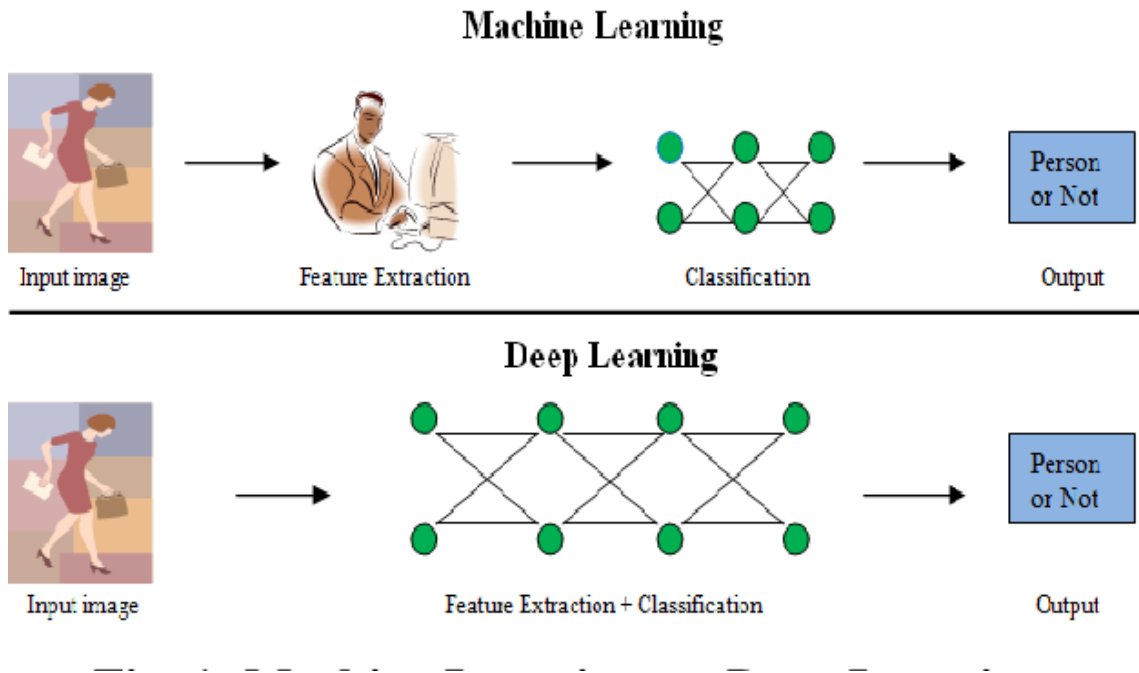 Machine Learning
Person
or Not
Input image
Feature Extraction
Classification
Output
Deep Learning
Person
or Not
Input image
Feature Extraction + Classification
Output